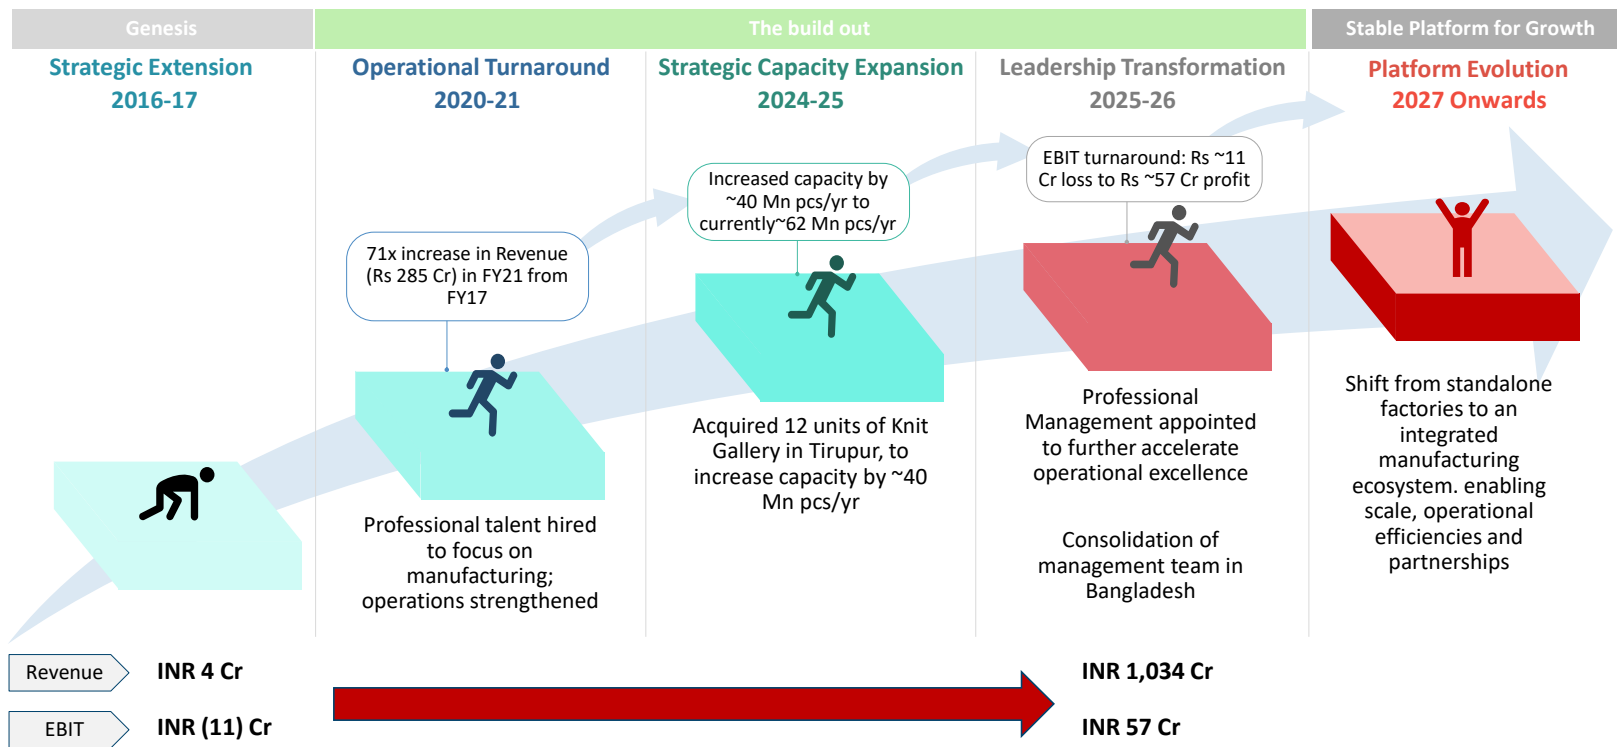 Genesis
The build out
Stable Platform for Growth
Strategic Extension
2016-17
Operational Turnaround
2020-21
Strategic Capacity Expansion
2024-25
Leadership Transformation
2025-26
Platform Evolution
2027 Onwards
71x increase in Revenue
(Rs 285 Cr) in FY21 from
FY17
Increased capacity by
~40 Mn pcs/yr to
currently~62 Mn pcs/yr
EBIT turnaround: Rs ~11
Cr loss to Rs ~57 Cr profit
Professional talent hired
to focus on
manufacturing;
operations strengthened
Acquired 12 units of Knit
Gallery in Tirupur, to
increase capacity by ~40
Mn pcs/yr
Professional
Management appointed
to further accelerate
operational excellence
Consolidation of
management team in
Bangladesh
Shift from standalone
factories to an
integrated
manufacturing
ecosystem. enabling
scale, operational
efficiencies and
partnerships
Revenue
INR 4 Cr
INR 1,034 Cr
EBIT
INR (11) Cr
INR 57 Cr